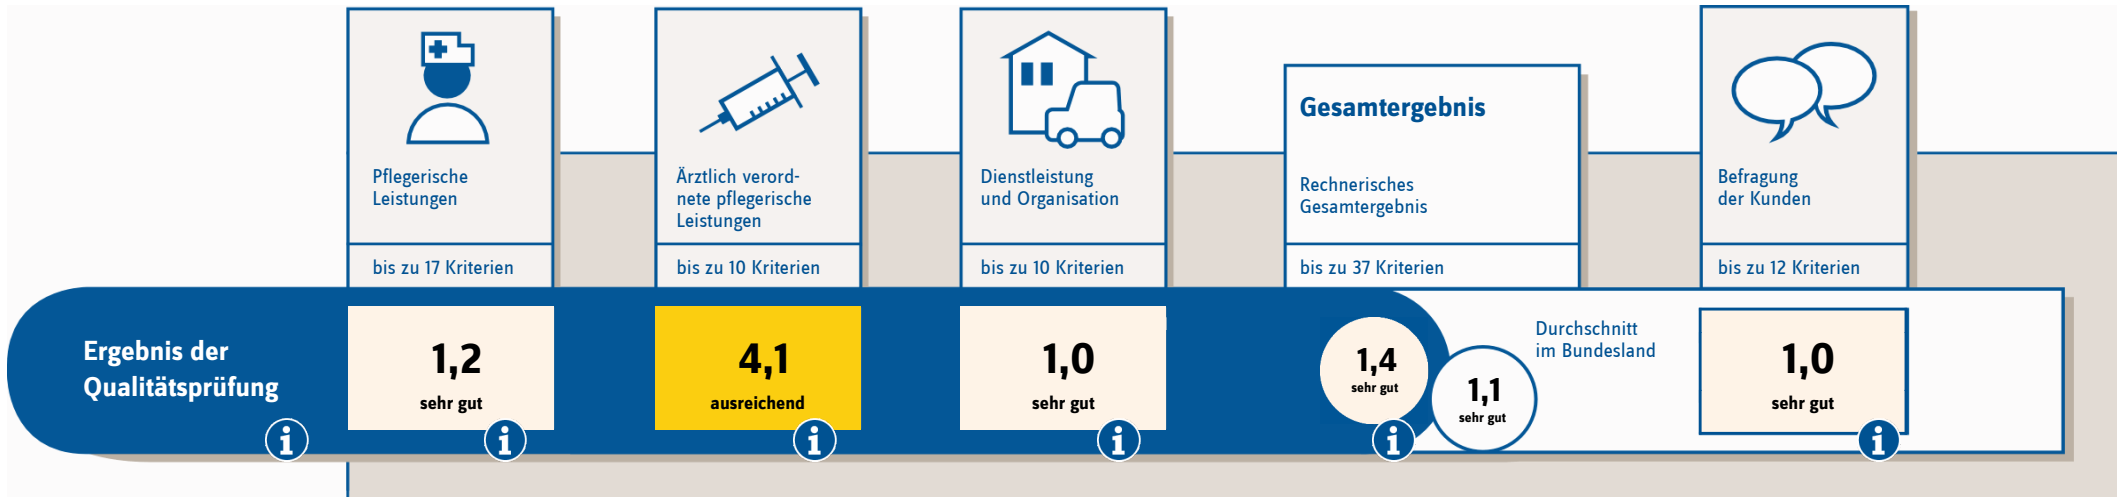 Pflegerische
Leistungen
bis zu 17 Kriterien
Ärztlich verord-
nete pflegerische
Leistungen
bis zu 10 Kriterien
Dienstleistung
und Organisation
bis zu 10 Kriterien
Gesamtergebnis
Rechnerisches
Gesamtergebnis
bis zu 37 Kriterien
Befragung
der Kunden
bis zu 12 Kriterien
Ergebnis der
Qualitätsprüfung
i
1,2
sehr gut
i
4,1
ausreichend
i
1,0
sehr gut
i
1,4
sehr gut
i
1,1
sehr gut
Durchschnitt
im Bundesland
1,0
sehr gut
i